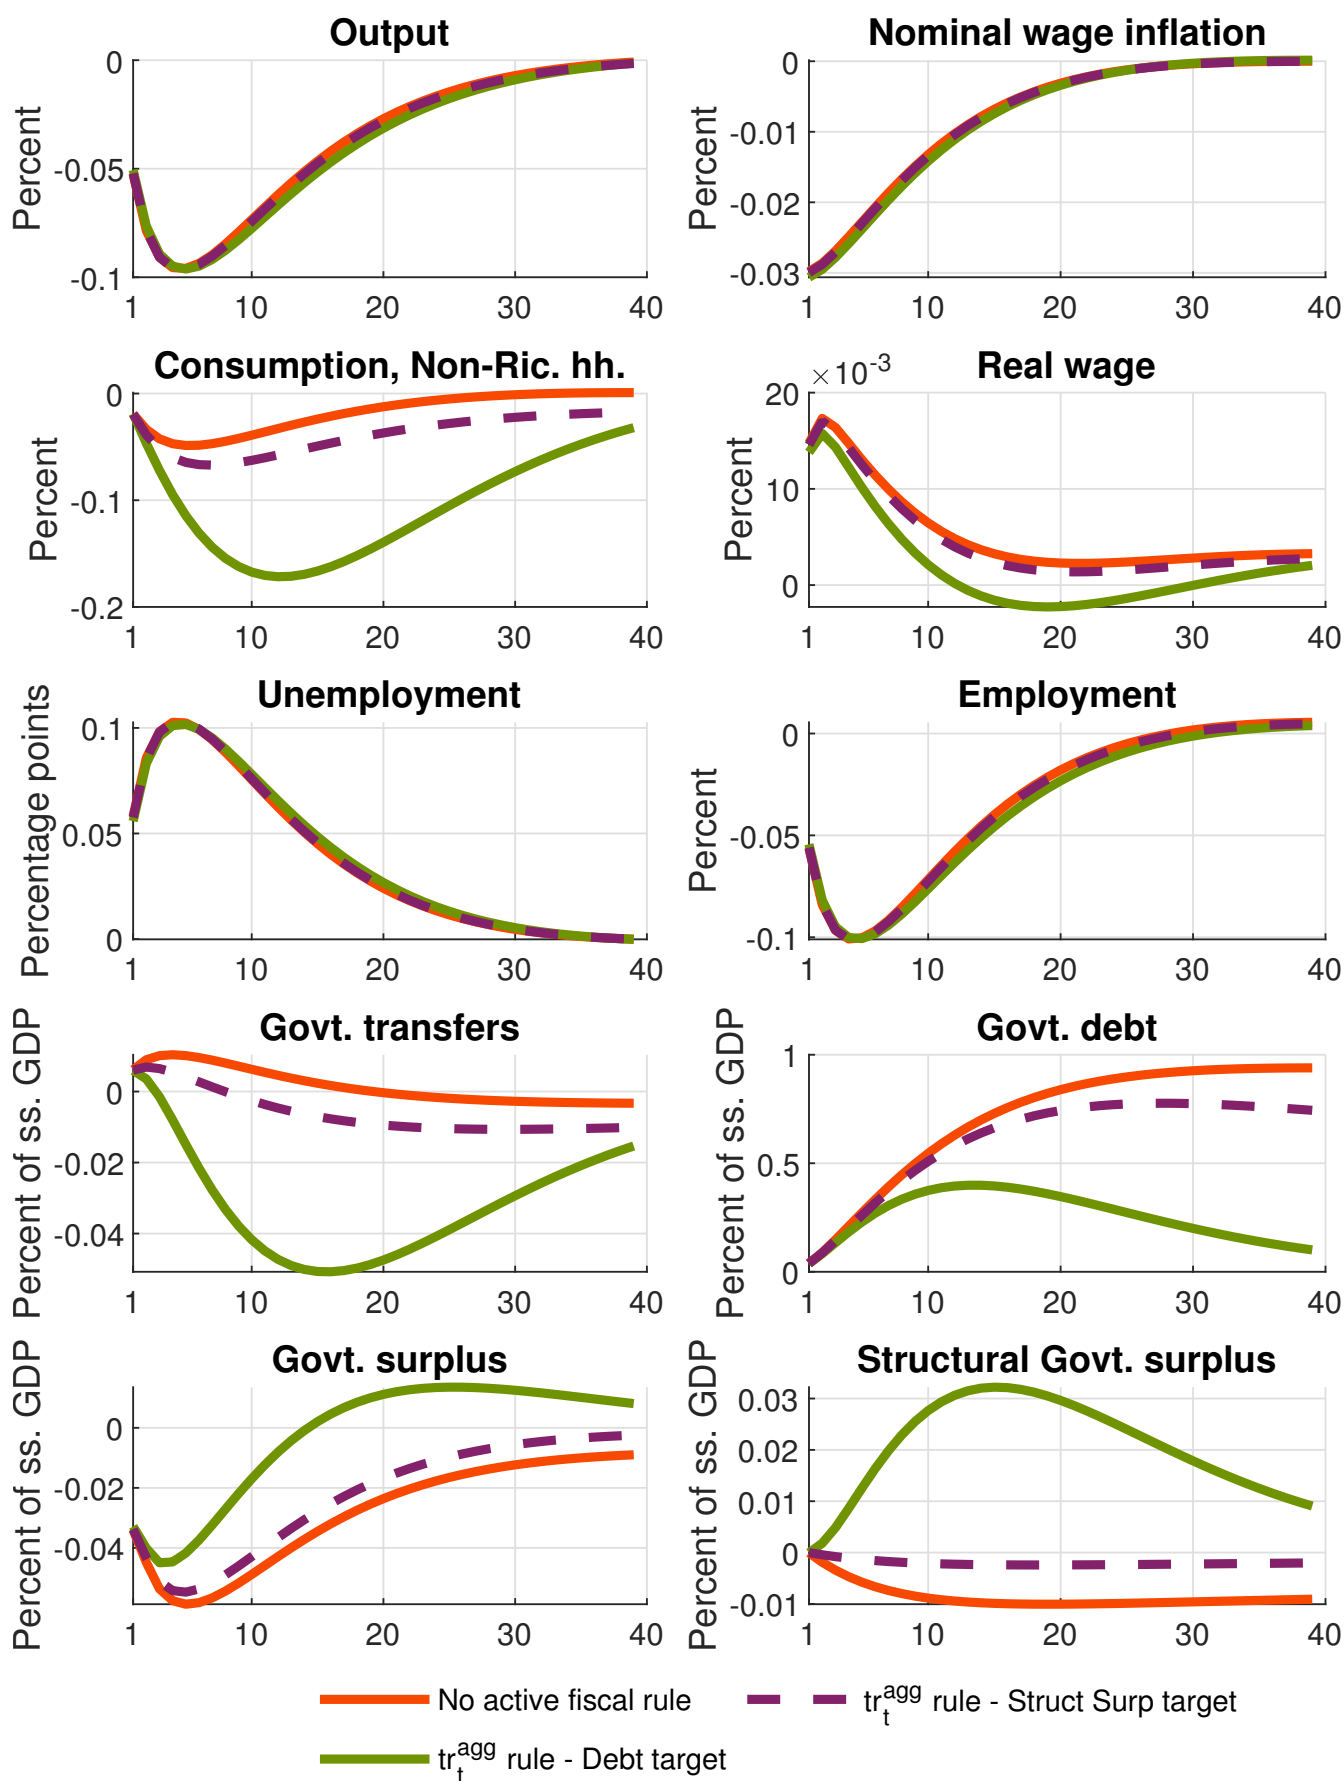 Output
Percent
0
-0.05
-0.1
1 10 20 30 40
Nominal wage inflation
Percent
0
-0.01
-0.02
-0.03
1 10 20 30 40
Consumption, Non-Ric. hh.
Percent
0
-0.1
-0.2
1 10 20 30 40
Real wage
×10⁻³
Percent
20
10
0
1 10 20 30 40
Unemployment
Percentage points
0.1
0.05
0
1 10 20 30 40
Employment
Percent
0
-0.05
-0.1
1 10 20 30 40
Govt. transfers
Percent of ss. GDP
0
-0.02
-0.04
1 10 20 30 40
Govt. debt
Percent of ss. GDP
1
0.5
0
1 10 20 30 40
Govt. surplus
Percent of ss. GDP
0
-0.02
-0.04
1 10 20 30 40
Structural Govt. surplus
Percent of ss. GDP
0.03
0.02
0.01
0
-0.01
1 10 20 30 40
No active fiscal rule
tr_t^agg rule - Struct Surp target
tr_t^agg rule - Debt target